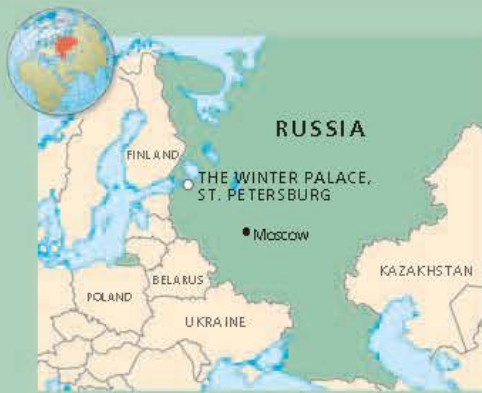 RUSSIA
FINLAND
THE WINTER PALACE,
ST. PETERSBURG
Moscow
KAZAKHSTAN
BELARUS
POLAND
UKRAINE